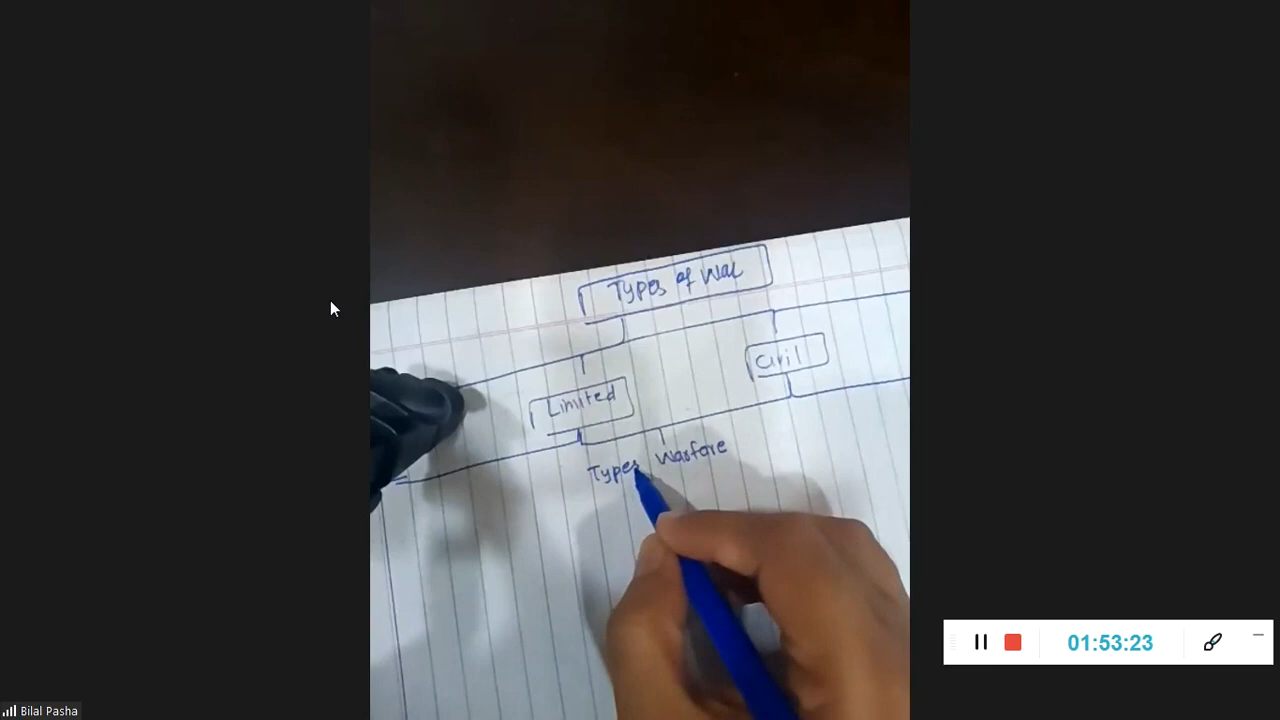 Types of War
Civil
Limited
Types Warfare
01:53:23
Bilal Pasha